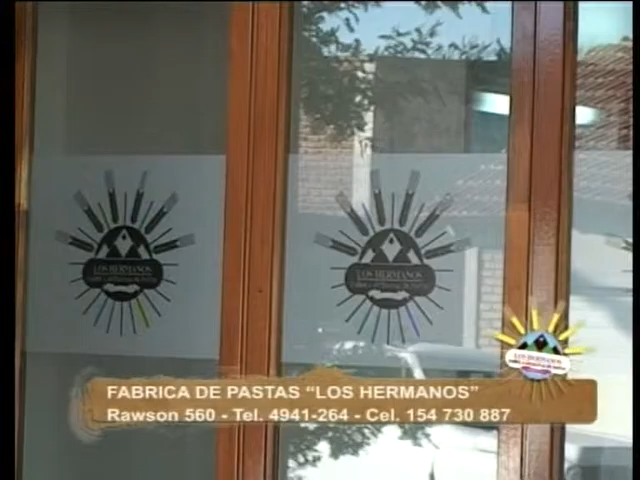 LOS HERMANOS
LOS HERMANOS
LOS HERMANOS
FABRICA DE PASTAS “LOS HERMANOS”
Rawson 560 - Tel. 4941-264 - Cel. 154 730 887